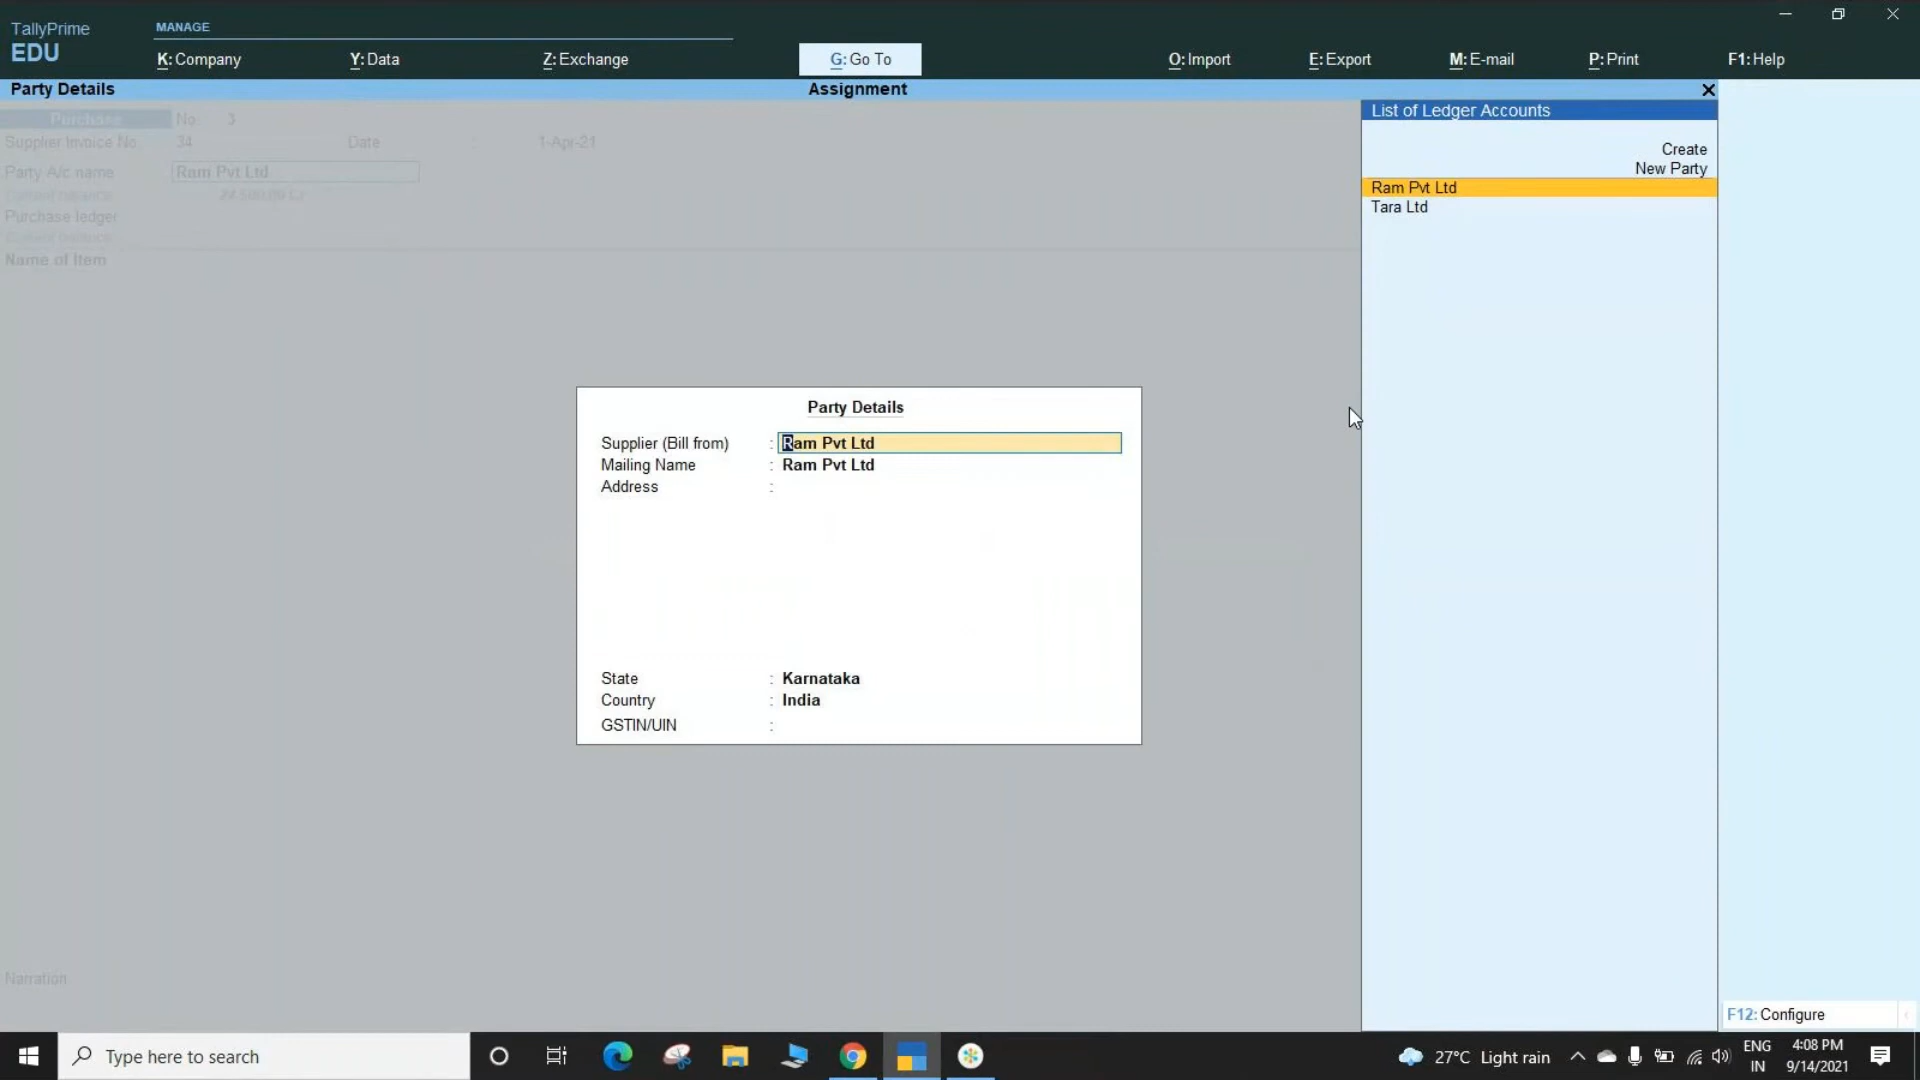 TallyPrime
EDU
MANAGE
K: Company
Y: Data
Z: Exchange
G: Go To
O: Import
E: Export
M: E-mail
P: Print
F1: Help
Party Details
Assignment
Purchase No. 3
Supplier Invoice No. 34 Date : 1-Apr-21
Party A/c name Ram Pvt Ltd
Current balance
Purchase ledger
Current balance
Name of Item
List of Ledger Accounts
Create
New Party
Ram Pvt Ltd
Tara Ltd
Party Details
Supplier (Bill from) : Ram Pvt Ltd
Mailing Name : Ram Pvt Ltd
Address :
State : Karnataka
Country : India
GSTIN/UIN :
Narration
F12: Configure
Type here to search
27°C Light rain
ENG
IN
4:08 PM
9/14/2021